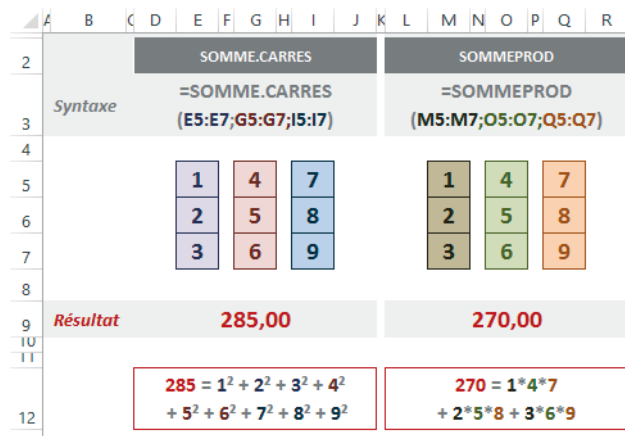 A B C D E F G H I J K L M N O P Q R
2 SOMME.CARRES SOMMEPROD
Syntaxe
=SOMME.CARRES =SOMMEPROD
3 (E5:E7;G5:G7;I5:I7) (M5:M7;O5:O7;Q5:Q7)
4
5 1 4 7 1 4 7
6 2 5 8 2 5 8
7 3 6 9 3 6 9
8
9 Résultat 285,00 270,00
10
11
285 = 1² + 2² + 3² + 4² 270 = 1*4*7
12 + 5² + 6² + 7² + 8² + 9² + 2*5*8 + 3*6*9